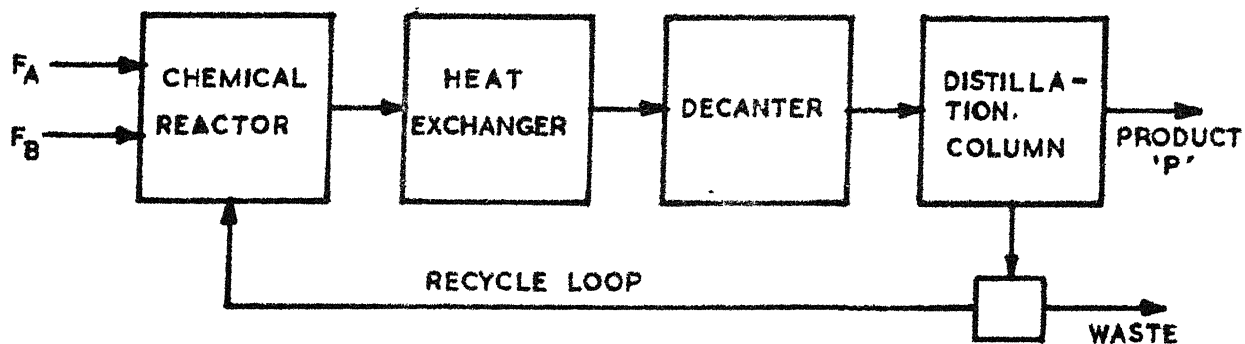 F_A
F_B
CHEMICAL
REACTOR
HEAT
EXCHANGER
DECANTER
DISTILLA-
TION.
COLUMN
PRODUCT
'P'
RECYCLE LOOP
WASTE